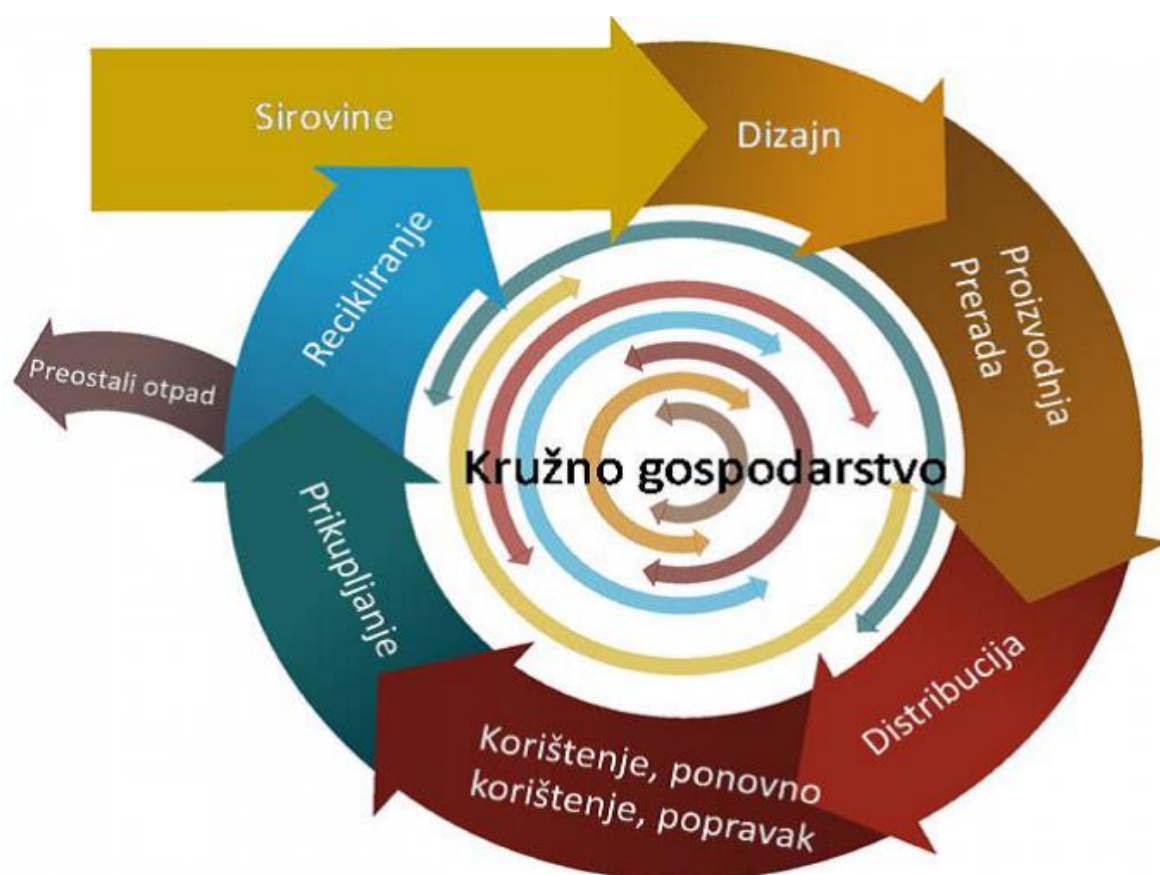 Sirovine
Dizajn
Proizvodnja
Prerada
Distribucija
Korištenje, ponovno
korištenje, popravak
Prikupljanje
Recikliranje
Preostali otpad
Kružno gospodarstvo